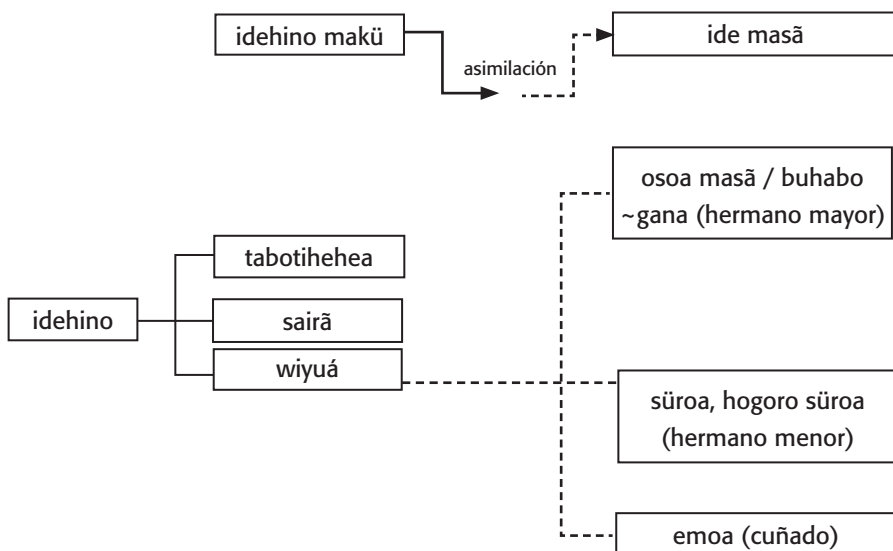 idehino makü
asimilación
ide masã
osoa masã / buhabo
~gana (hermano mayor)
tabotihehea
idehino
sairã
wiyuá
süroa, hogoro süroa
(hermano menor)
emoa (cuñado)